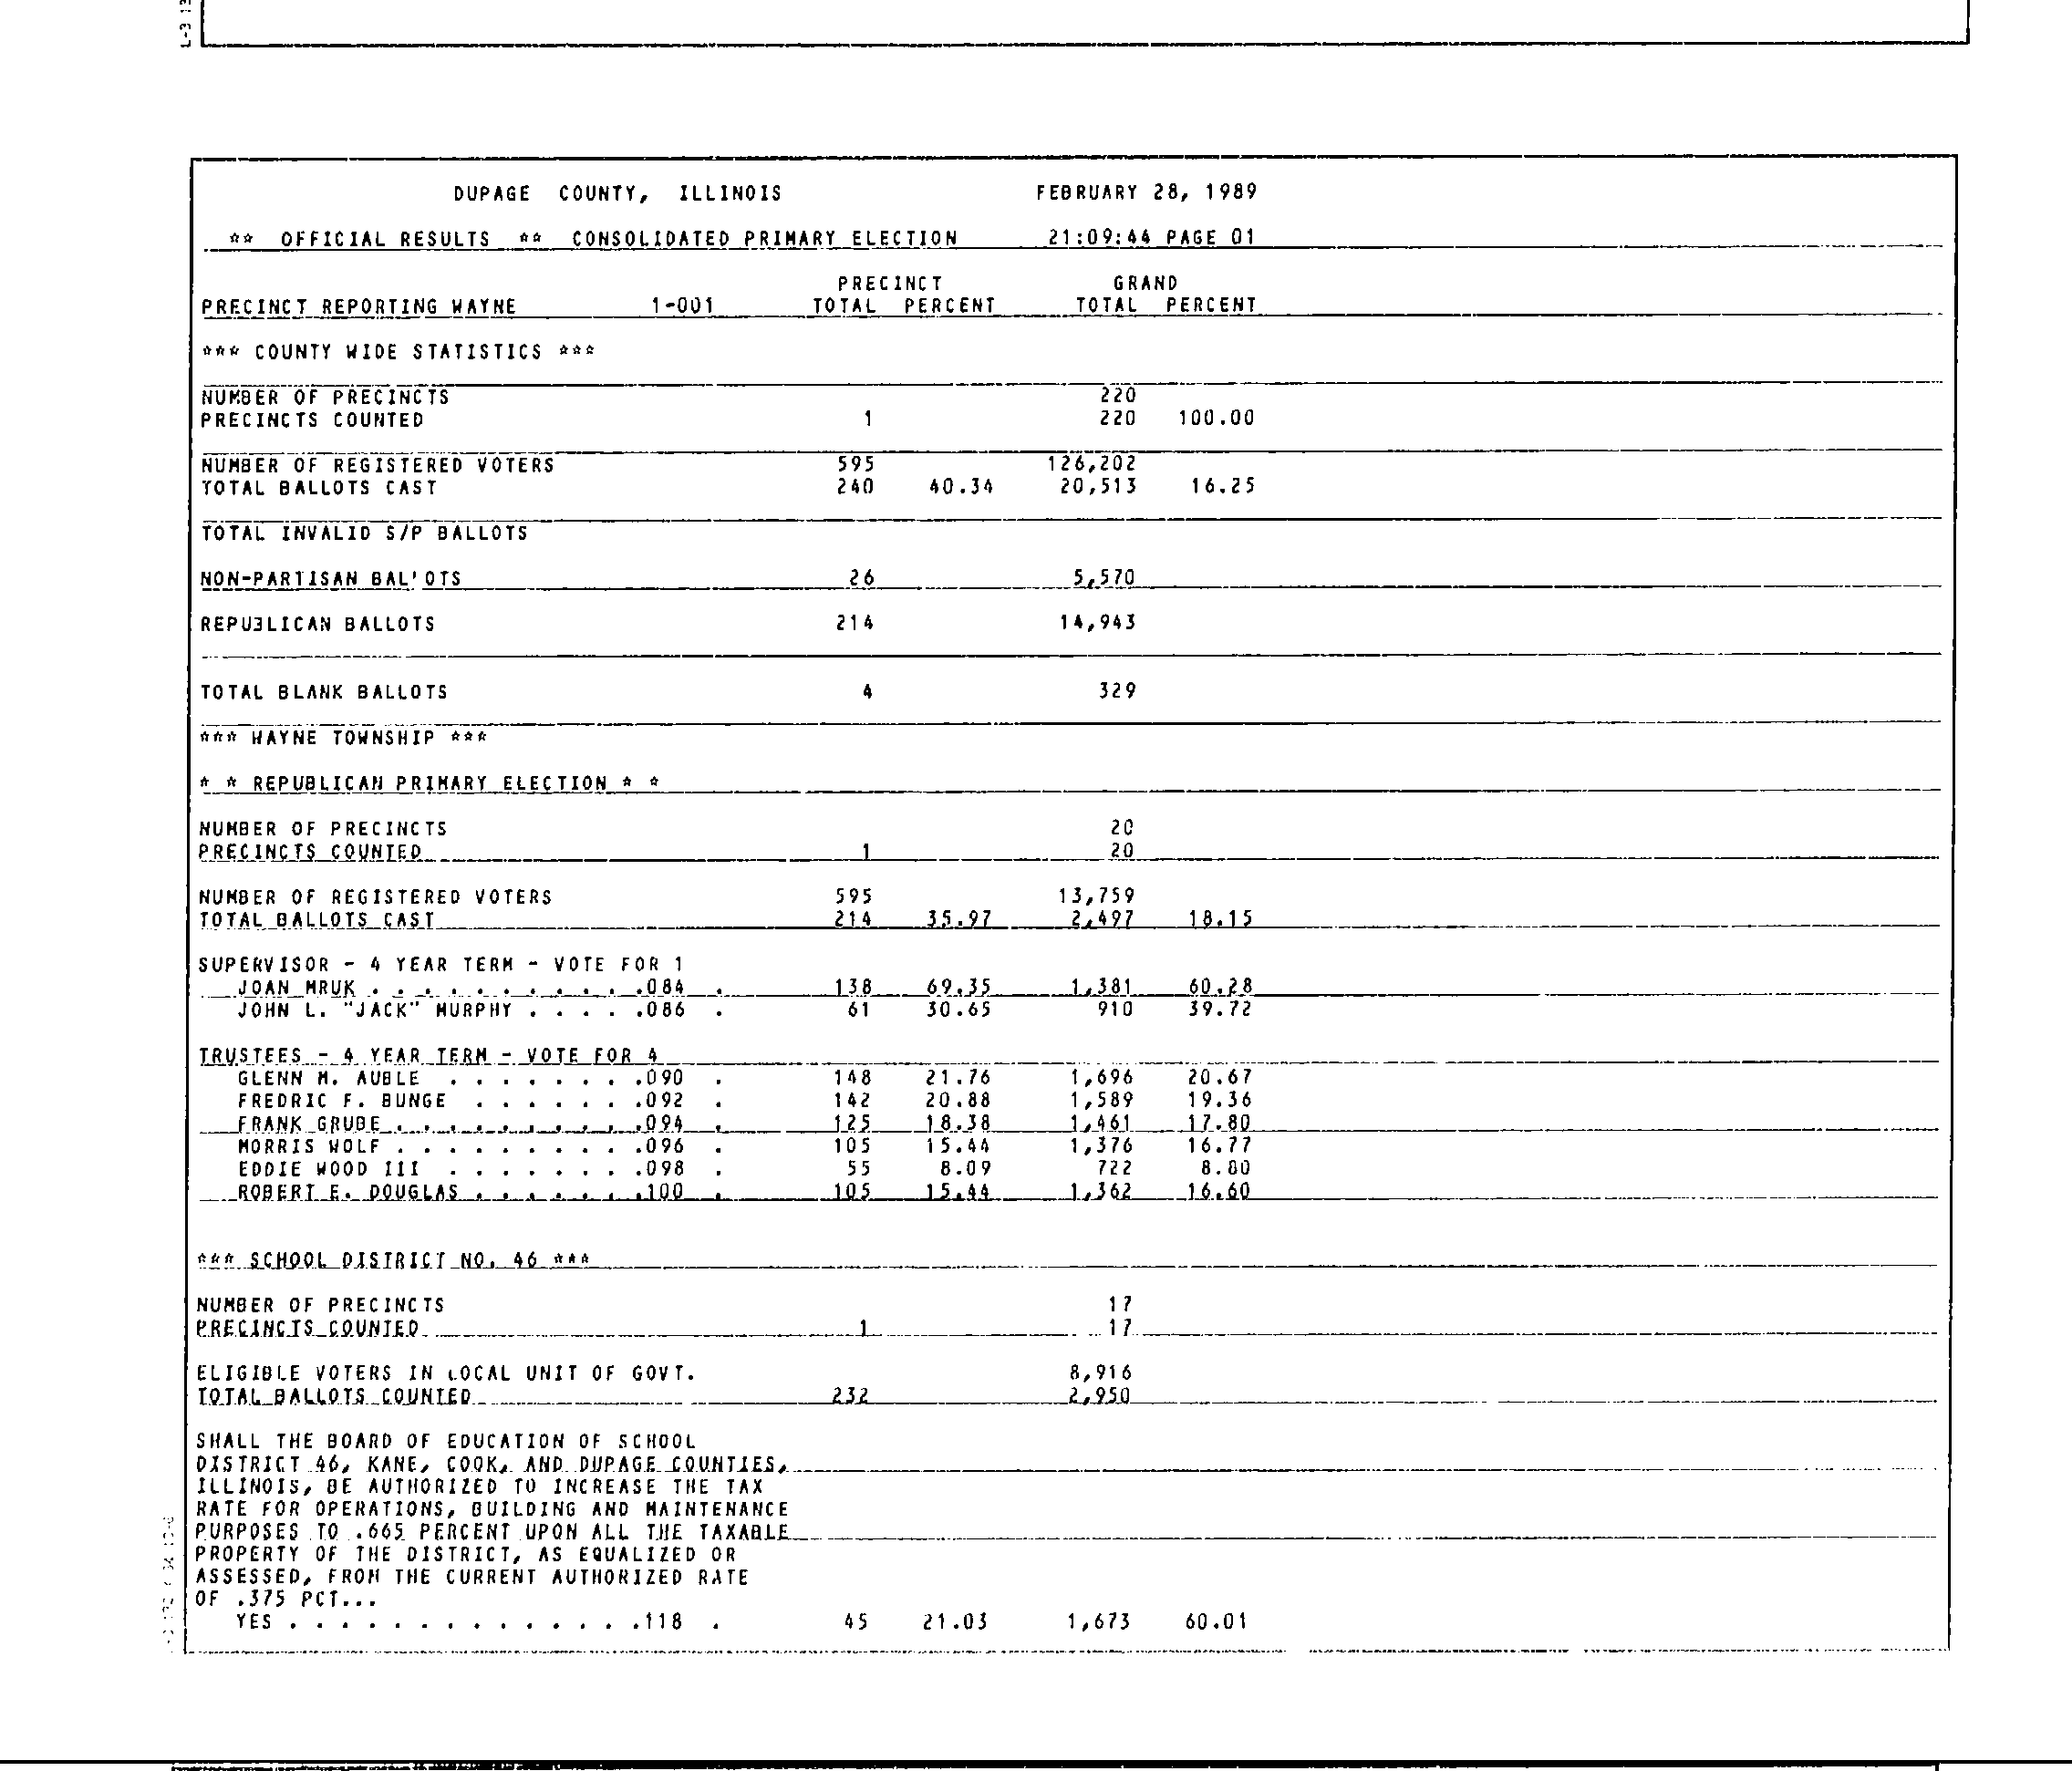 DUPAGE COUNTY, ILLINOIS FEBRUARY 28, 1989
** OFFICIAL RESULTS ** CONSOLIDATED PRIMARY ELECTION 21:09:44 PAGE 01
PRECINCT GRAND
PRECINCT REPORTING WAYNE 1-001 TOTAL PERCENT TOTAL PERCENT
*** COUNTY WIDE STATISTICS ***
NUMBER OF PRECINCTS 220
PRECINCTS COUNTED 1 220 100.00
NUMBER OF REGISTERED VOTERS 595 126,202
TOTAL BALLOTS CAST 240 40.34 20,513 16.25
TOTAL INVALID S/P BALLOTS
NON-PARTISAN BAL'OTS 26 5,570
REPUBLICAN BALLOTS 214 14,943
TOTAL BLANK BALLOTS 4 329
*** WAYNE TOWNSHIP ***
* * REPUBLICAN PRIMARY ELECTION * *
NUMBER OF PRECINCTS 20
PRECINCTS COUNTED 1 20
NUMBER OF REGISTERED VOTERS 595 13,759
TOTAL BALLOTS CAST 214 35.97 2,497 18.15
SUPERVISOR - 4 YEAR TERM - VOTE FOR 1
JOAN MRUK . . . . . . . . . . .084 . 138 69.35 1,381 60.28
JOHN L. "JACK" MURPHY . . . . .086 . 61 30.65 910 39.72
TRUSTEES - 4 YEAR TERM - VOTE FOR 4
GLENN M. AUBLE . . . . . . . .090 . 148 21.76 1,696 20.67
FREDRIC F. BUNGE . . . . . . .092 . 142 20.88 1,589 19.36
FRANK GRUBE . . . . . . . . . .094 . 125 18.38 1,461 17.80
MORRIS WOLF . . . . . . . . . .096 . 105 15.44 1,376 16.77
EDDIE WOOD III . . . . . . . .098 . 55 8.09 722 8.80
ROBERT E. DOUGLAS . . . . . . .100 . 105 15.44 1,362 16.60
*** SCHOOL DISTRICT NO. 46 ***
NUMBER OF PRECINCTS 17
PRECINCTS COUNTED 1 17
ELIGIBLE VOTERS IN LOCAL UNIT OF GOVT. 8,916
TOTAL BALLOTS COUNTED 232 2,950
SHALL THE BOARD OF EDUCATION OF SCHOOL
DISTRICT 46, KANE, COOK, AND DUPAGE COUNTIES,
ILLINOIS, BE AUTHORIZED TO INCREASE THE TAX
RATE FOR OPERATIONS, BUILDING AND MAINTENANCE
PURPOSES TO .665 PERCENT UPON ALL THE TAXABLE
PROPERTY OF THE DISTRICT, AS EQUALIZED OR
ASSESSED, FROM THE CURRENT AUTHORIZED RATE
OF .375 PCT...
YES . . . . . . . . . . . . . .118 . 45 21.03 1,673 60.01